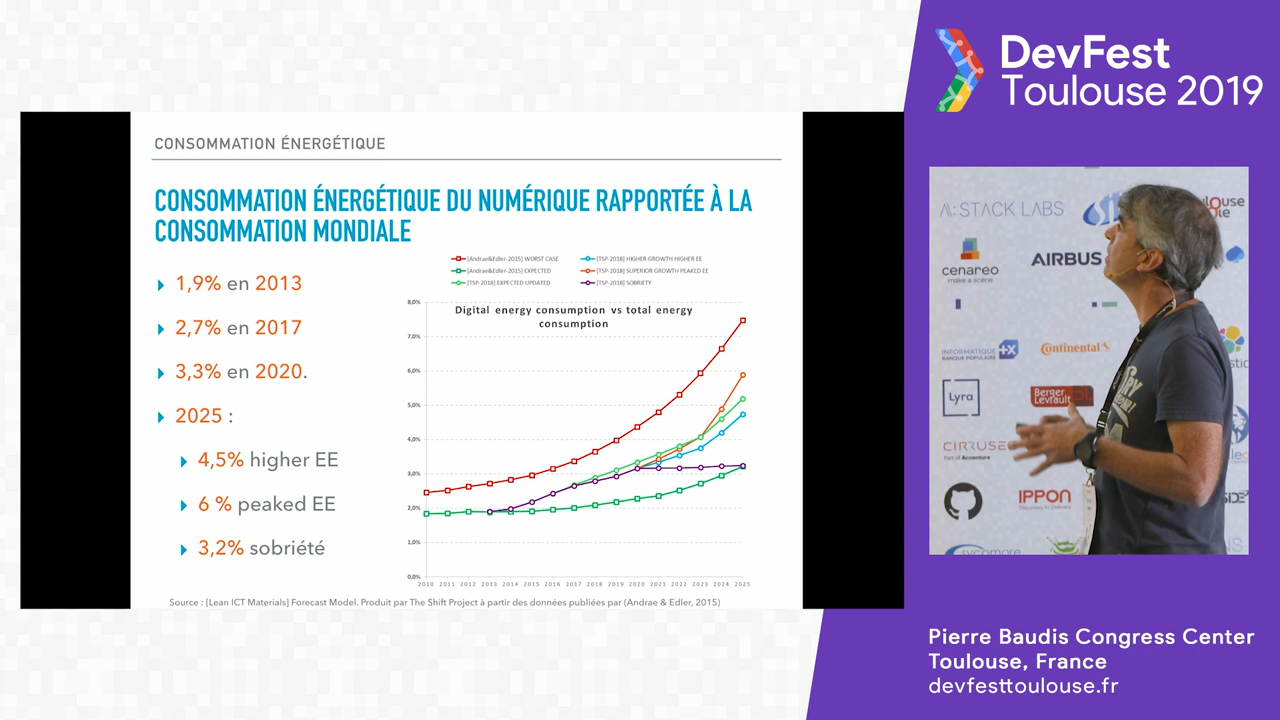 CONSOMMATION ÉNERGÉTIQUE
CONSOMMATION ÉNERGÉTIQUE DU NUMÉRIQUE RAPPORTÉE À LA
CONSOMMATION MONDIALE
1,9% en 2013
2,7% en 2017
3,3% en 2020.
2025 :
4,5% higher EE
6 % peaked EE
3,2% sobriété
[Andrae&Edler-2015] WORST CASE
[TSP-2018] HIGHER GROWTH HIGHER EE
[Andrae&Edler-2015] EXPECTED
[TSP-2018] SUPERIOR GROWTH PEAKED EE
[TSP-2018] EXPECTED UPDATED
[TSP-2018] SOBRIETY
Digital energy consumption vs total energy
consumption
8,0%
7,0%
6,0%
5,0%
4,0%
3,0%
2,0%
1,0%
0,0%
2010 2011 2012 2013 2014 2015 2016 2017 2018 2019 2020 2021 2022 2023 2024 2025
Source : [Lean ICT Materials] Forecast Model. Produit par The Shift Project à partir des données publiées par (Andrae & Edler, 2015)
DevFest
Toulouse 2019
A:STACK LABS
cenareo
make a scene
AIRBUS
INFORMATIQUE
BANQUE POPULAIRE
Continental
Lyra
Berger
Levrault
CIRRUSE
Part of Accenture
IPPON
Discovery to Delivery
sycomore
Pierre Baudis Congress Center
Toulouse, France
devfesttoulouse.fr